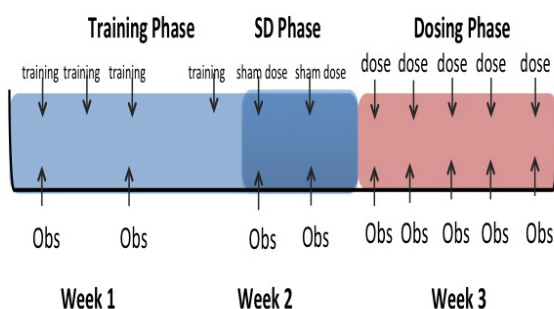 Training Phase SD Phase Dosing Phase
training training training training sham dose sham dose dose dose dose dose dose
Obs Obs Obs Obs Obs Obs Obs Obs Obs
Week 1 Week 2 Week 3